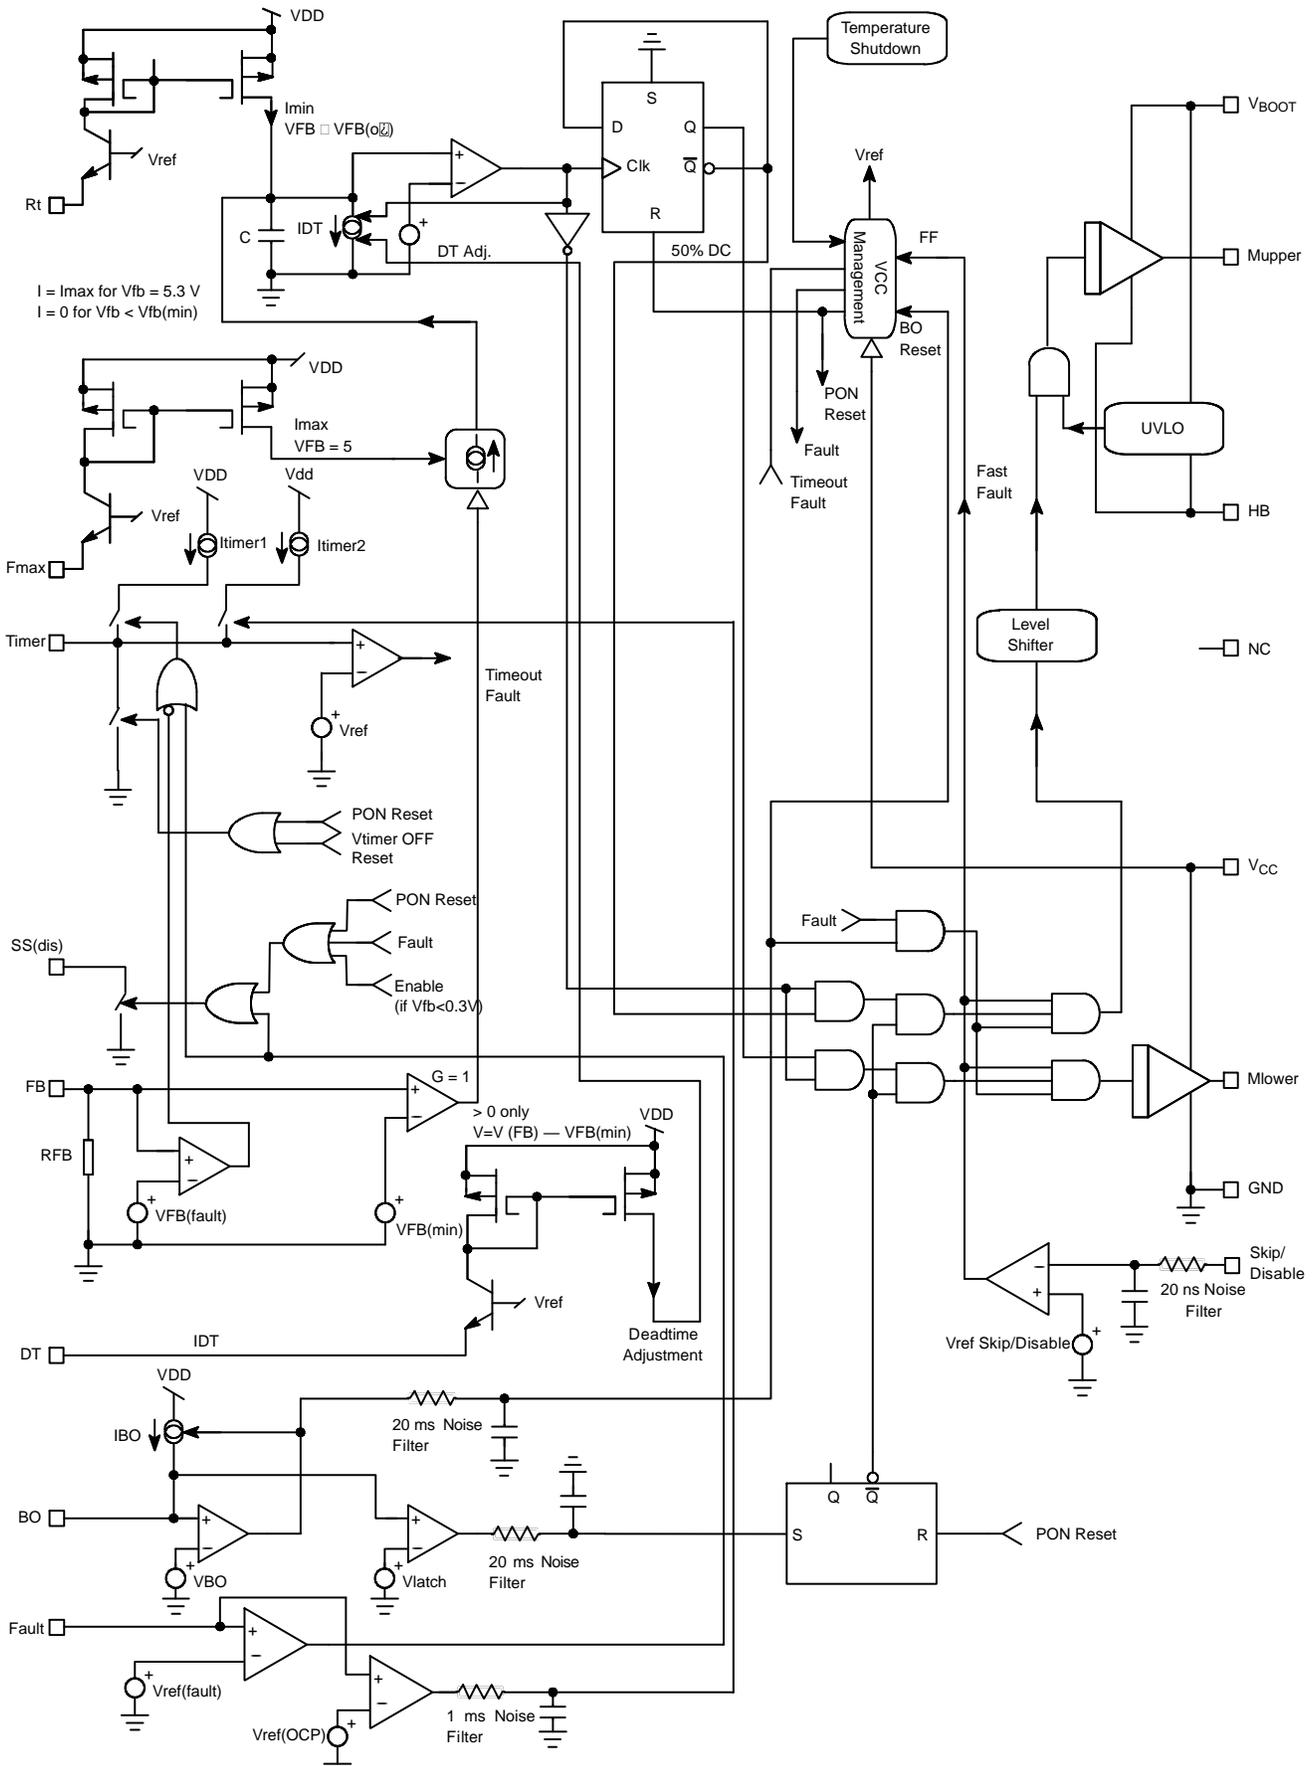 VDD
Temperature
Shutdown
Imin
VFB VFB
Vref
Rt
S
D
Q
Clk
Q
R
Vref
VBOOT
C
IDT
+
−
+
DT Adj.
50% DC
VCC
Management
FF
Mupper
I = Imax for Vfb = 5.3 V
I = 0 for Vfb < Vfb(min)
BO
Reset
VDD
PON
Reset
Imax
VFB = 5
Fault
UVLO
VDD
Vdd
Timeout
Fault
Fast
Fault
Vref
HB
Itimer1
Itimer2
Fmax
Timer
+
−
Level
Shifter
NC
Timeout
Fault
+
Vref
PON Reset
Vtimer OFF
Reset
VCC
PON Reset
Fault
SS(dis)
Fault
Enable
(if Vfb<0.3V)
FB
+
−
G = 1
Mlower
> 0 only
V=V (FB) — VFB(min)
VDD
RFB
+
−
+
VFB(fault)
+
VFB(min)
GND
−
+
Skip/
Disable
20 ns Noise
Filter
Vref
Vref Skip/Disable
+
DT
IDT
Deadtime
Adjustment
VDD
IBO
20 ms Noise
Filter
BO
+
−
+
VBO
+
−
+
Vlatch
20 ms Noise
Filter
Q
Q
S
R
PON Reset
Fault
+
−
+
Vref(fault)
+
−
+
Vref(OCP)
1 ms Noise
Filter